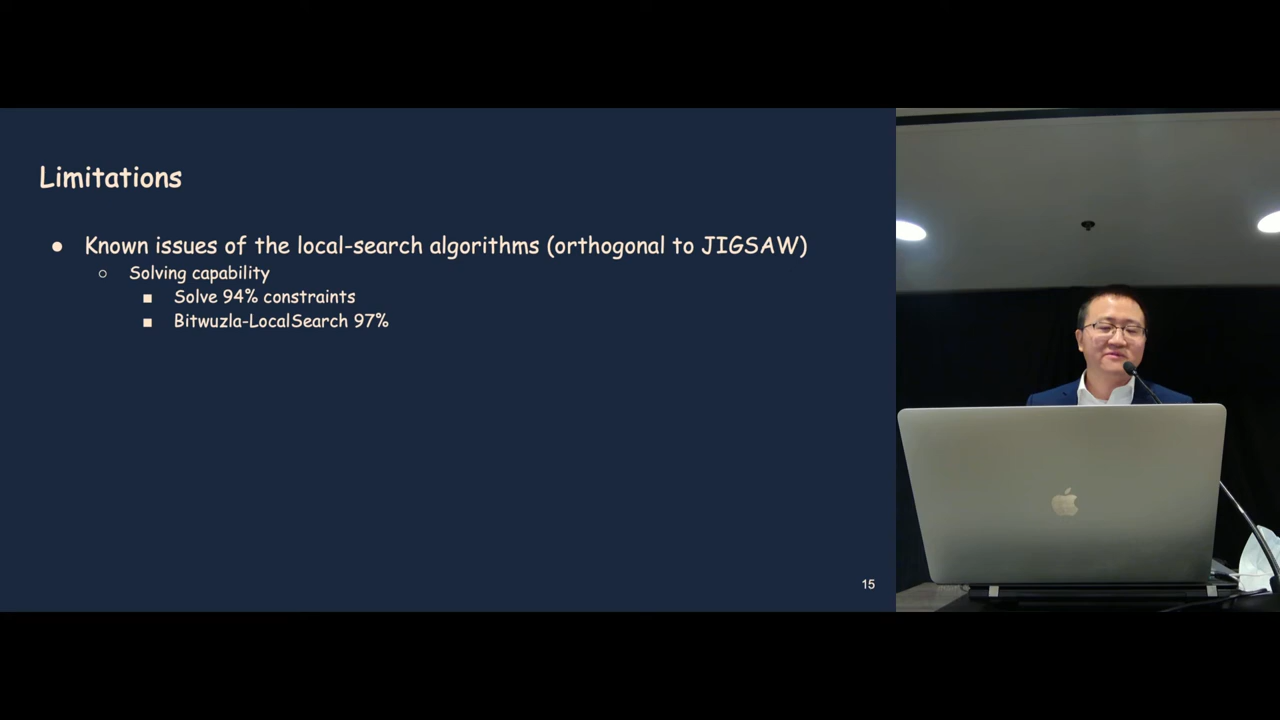 Limitations
● Known issues of the local-search algorithms (orthogonal to JIGSAW)
○ Solving capability
■ Solve 94% constraints
■ Bitwuzla-LocalSearch 97%
15